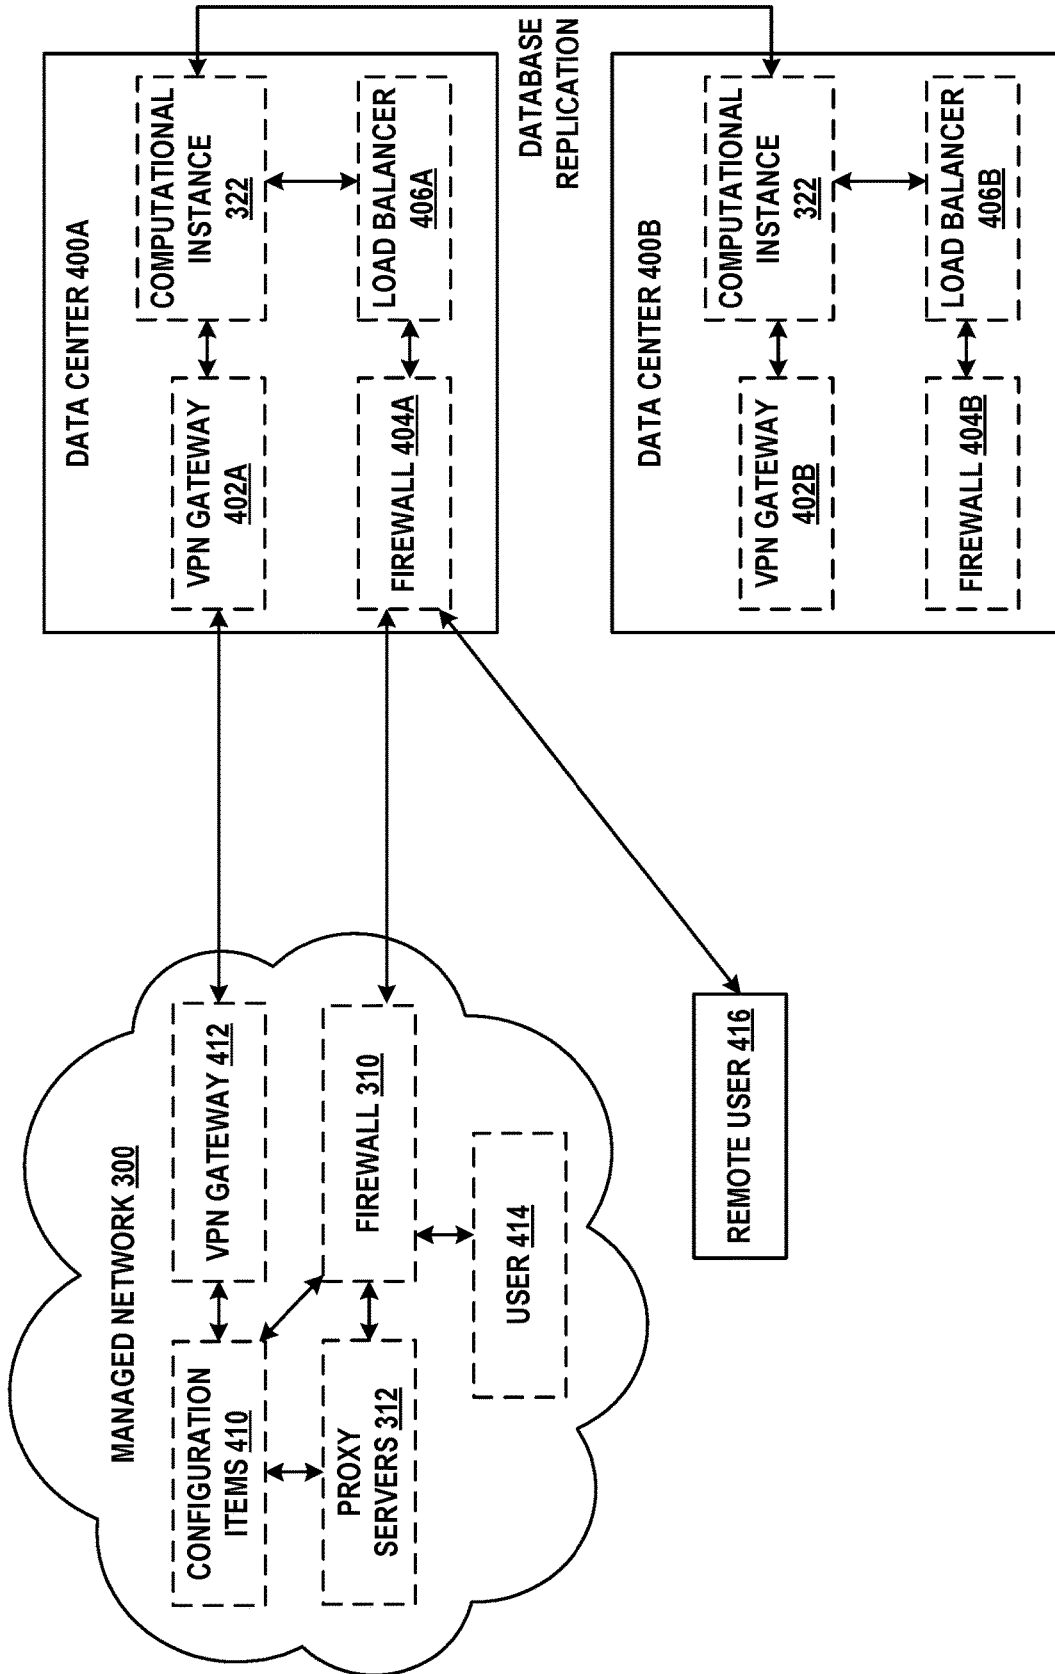 MANAGED NETWORK 300
CONFIGURATION
ITEMS 410
VPN GATEWAY 412
PROXY
SERVERS 312
FIREWALL 310
USER 414
REMOTE USER 416
DATA CENTER 400A
VPN GATEWAY
402A
COMPUTATIONAL
INSTANCE
322
FIREWALL 404A
LOAD BALANCER
406A
DATABASE
REPLICATION
DATA CENTER 400B
VPN GATEWAY
402B
COMPUTATIONAL
INSTANCE
322
FIREWALL 404B
LOAD BALANCER
406B